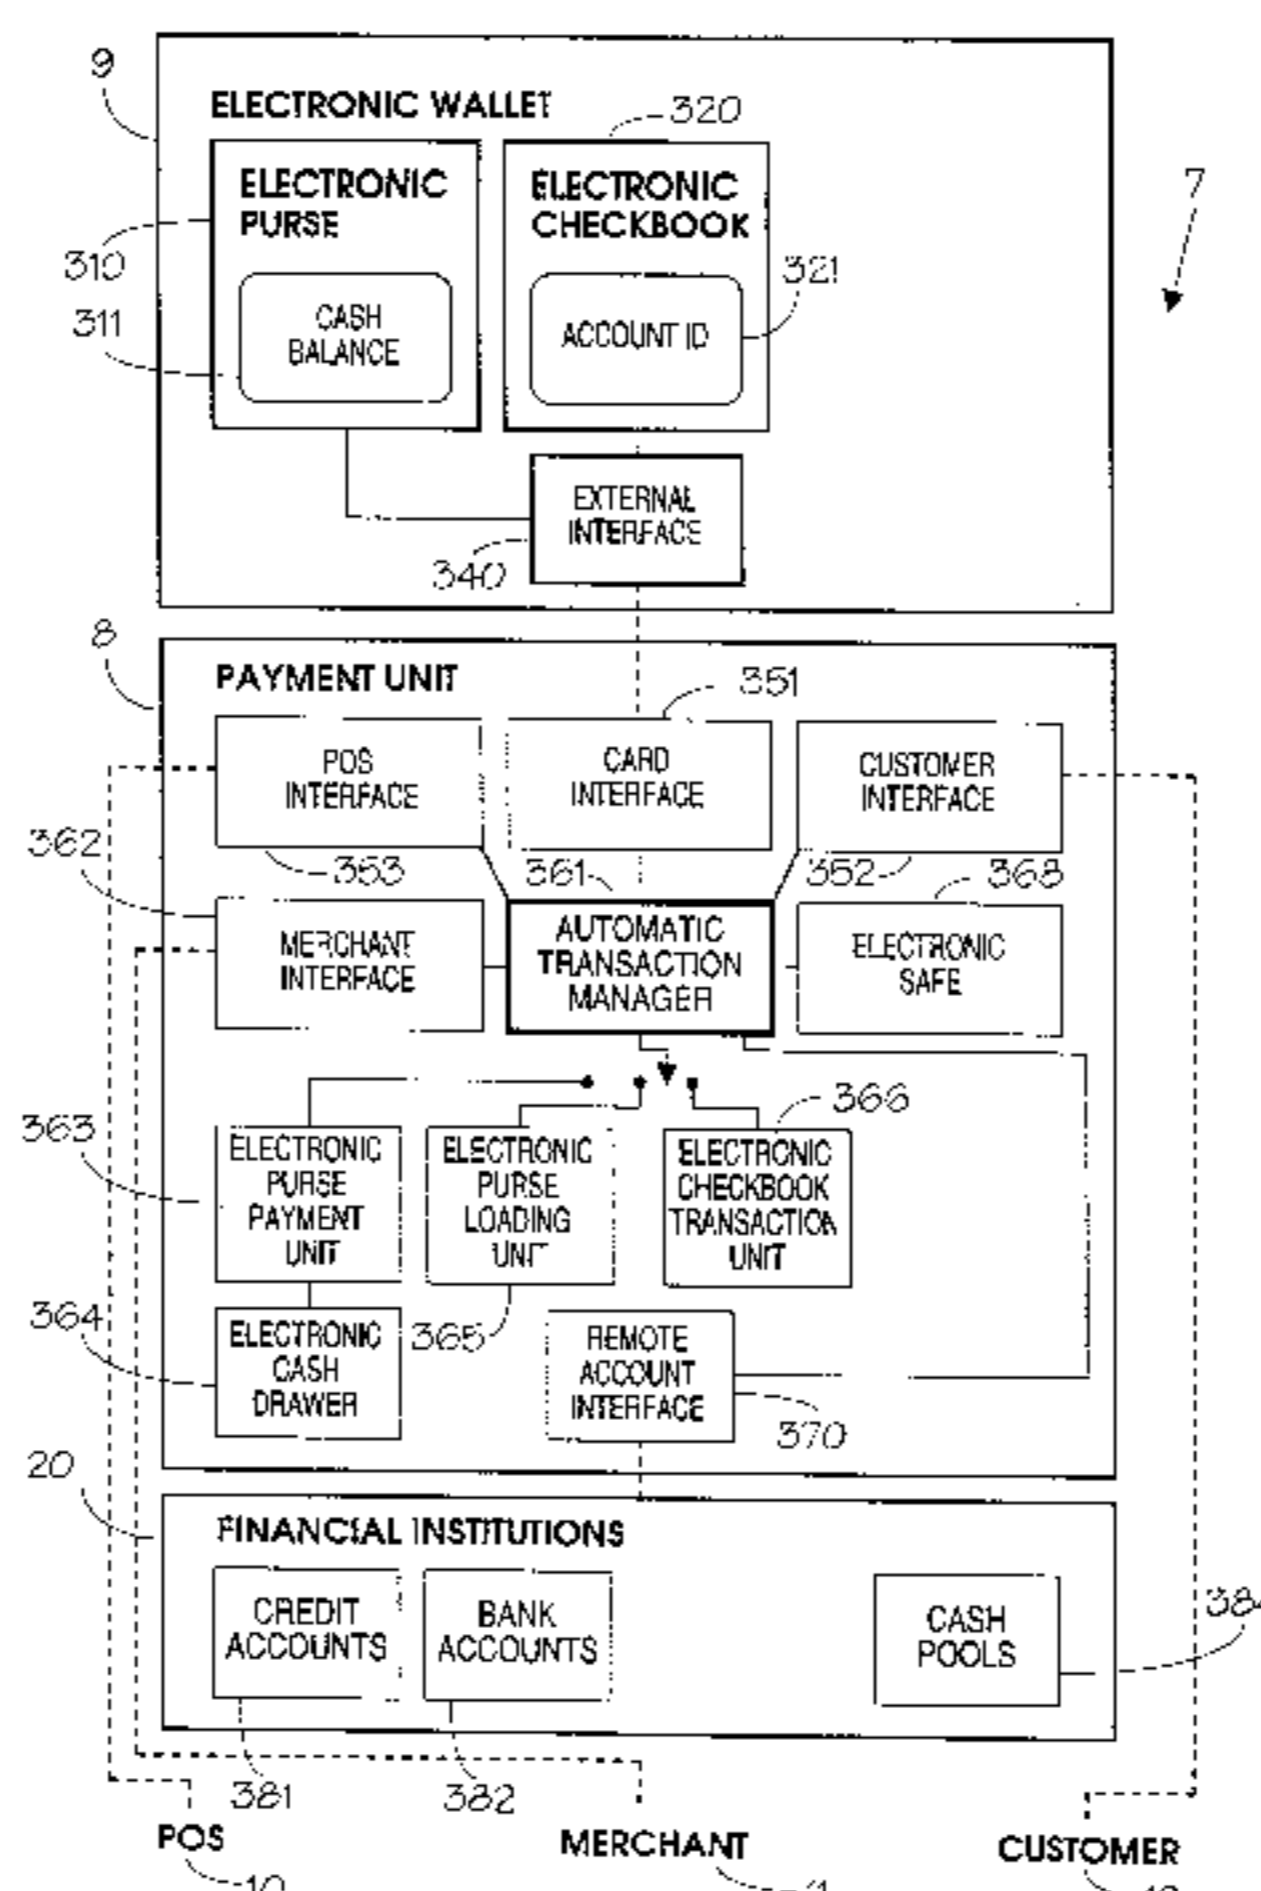 9
ELECTRONIC WALLET
320
ELECTRONIC
PURSE
ELECTRONIC
CHECKBOOK
7
310
321
311
CASH
BALANCE
ACCOUNT ID
EXTERNAL
INTERFACE
340
8
PAYMENT UNIT
351
POS
INTERFACE
CARD
INTERFACE
CUSTOMER
INTERFACE
362
353
361
352
368
MERCHANT
INTERFACE
AUTOMATIC
TRANSACTION
MANAGER
ELECTRONIC
SAFE
366
363
ELECTRONIC
PURSE
PAYMENT
UNIT
ELECTRONIC
PURSE
LOADING
UNIT
ELECTRONIC
CHECKBOOK
TRANSACTION
UNIT
364
ELECTRONIC
CASH
DRAWER
365
REMOTE
ACCOUNT
INTERFACE
370
20
FINANCIAL INSTITUTIONS
CREDIT
ACCOUNTS
BANK
ACCOUNTS
CASH
POOLS
384
381
382
POS
MERCHANT
CUSTOMER
10